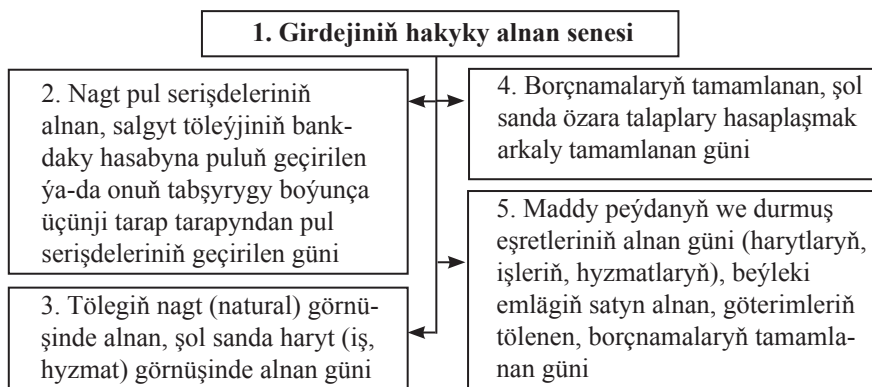 1. Girdejiniň hakyky alnan senesi
2. Nagt pul serişdeleriniň
alnan, salgyt töleýjiniň bank-
daky hasabyna puluň geçirilen
ýa-da onuň tabşyrygy boýunça
üçünji tarap tarapyndan pul
serişdeleriniň geçirilen güni
3. Tölegiň nagt (natural) görnü-
şinde alnan, şol sanda haryt (iş,
hyzmat) görnüşinde alnan güni
4. Borçnamalaryň tamamlanan, şol
sanda özara talaplary hasaplaşmak
arkaly tamamlanan güni
5. Maddy peýdanyň we durmuş
eşretleriniň alnan güni (harytlaryň,
işleriň, hyzmatlaryň), beýleki
emlägiň satyn alnan, göterimleriň
tölenen, borçnamalaryň tamamla-
nan güni